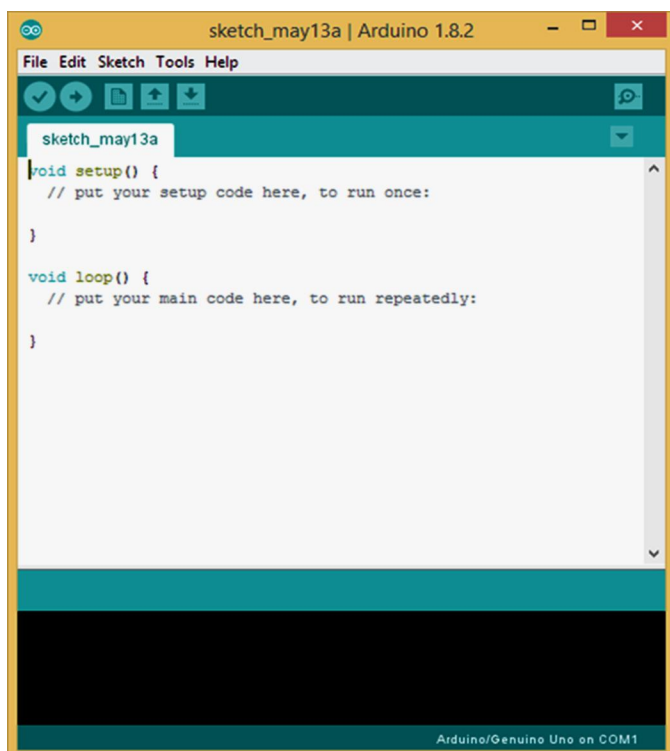 sketch_may13a | Arduino 1.8.2
File Edit Sketch Tools Help
sketch_may13a
void setup() {
  // put your setup code here, to run once:
}
void loop() {
  // put your main code here, to run repeatedly:
}
Arduino/Genuino Uno on COM1